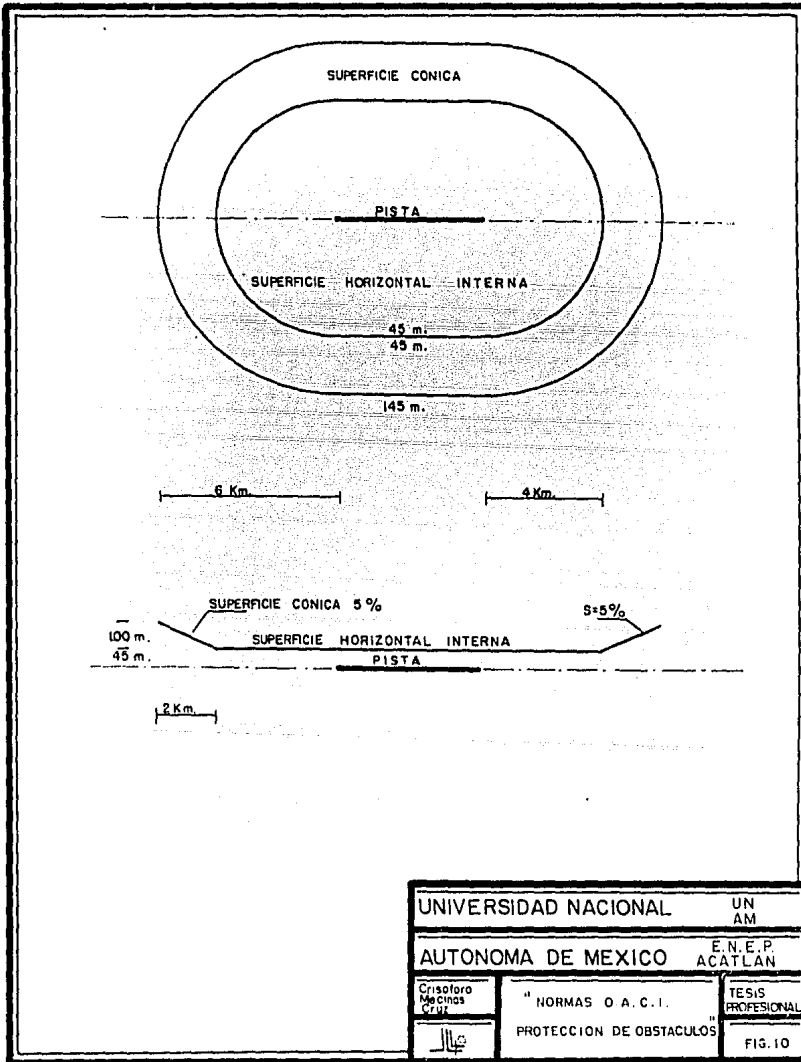 SUPERFICIE CONICA
PISTA
SUPERFICIE HORIZONTAL INTERNA
45 m.
45 m.
145 m.
6 Km.
4 Km.
SUPERFICIE CONICA 5%
S=5%
100 m.
SUPERFICIE HORIZONTAL INTERNA
45 m.
PISTA
2 Km.
UNIVERSIDAD NACIONAL
UN
AM
AUTONOMA DE MEXICO
E.N.E.P.
ACATLAN
Crisoforo
Mecinas
Cruz
" NORMAS O.A.C.I.
PROTECCION DE OBSTACULOS "
TESIS
PROFESIONAL
FIG. 10